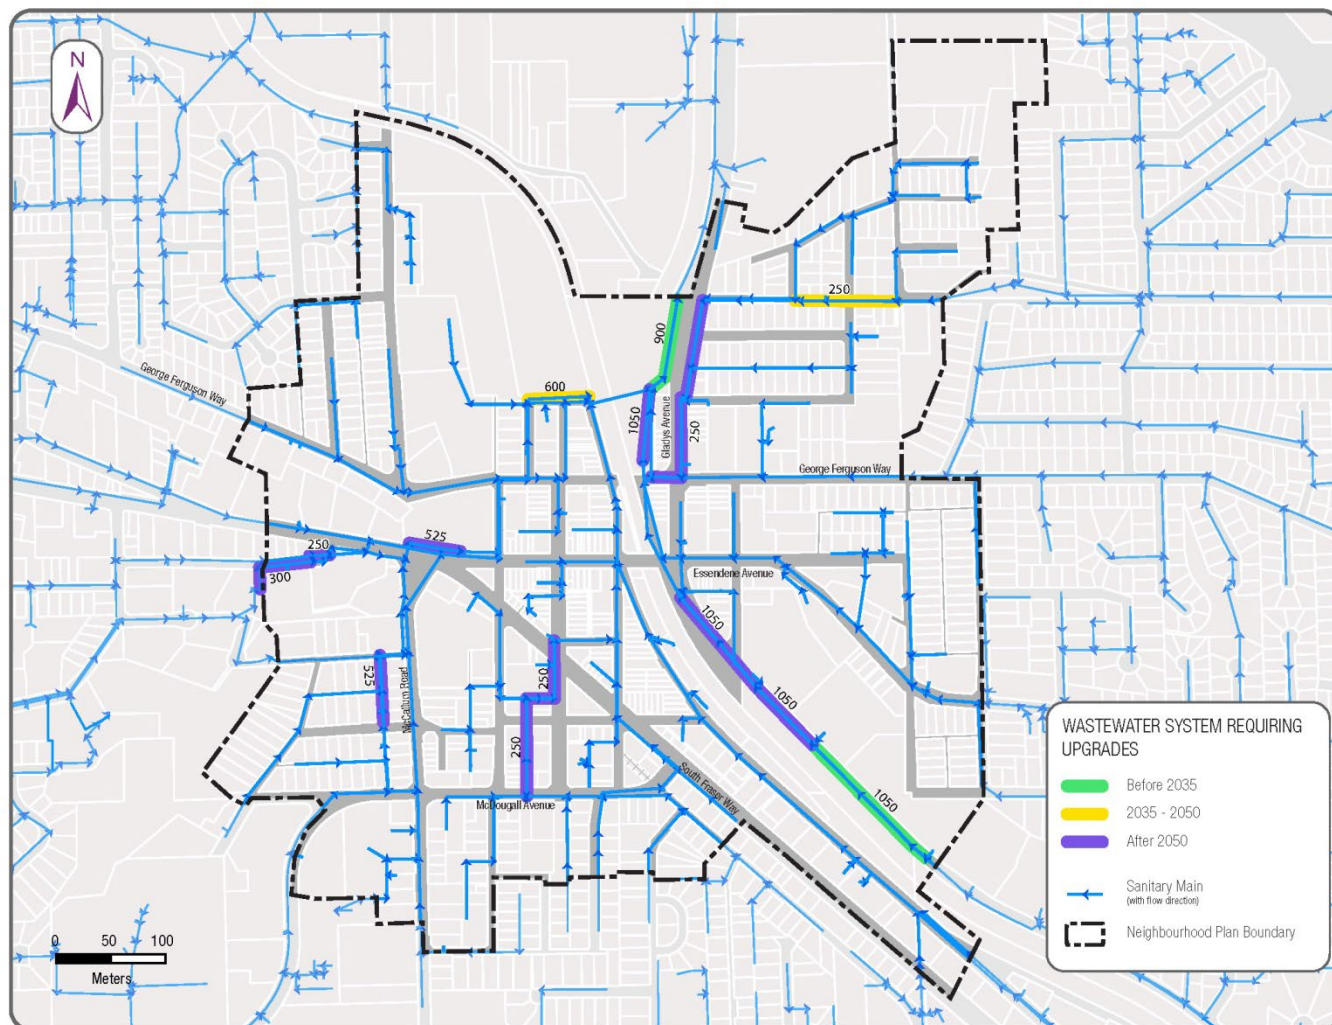 N
250
900
George Ferguson Way
600
1050
Gladys Avenue
250
George Ferguson Way
525
250
300
Essendene Avenue
1050
525
McCallum Road
250
1050
250
South Fraser Way
1050
McDougall Avenue
WASTEWATER SYSTEM REQUIRING
UPGRADES
Before 2035
2035 - 2050
After 2050
Sanitary Main
(with flow direction)
Neighbourhood Plan Boundary
0 50 100
Meters